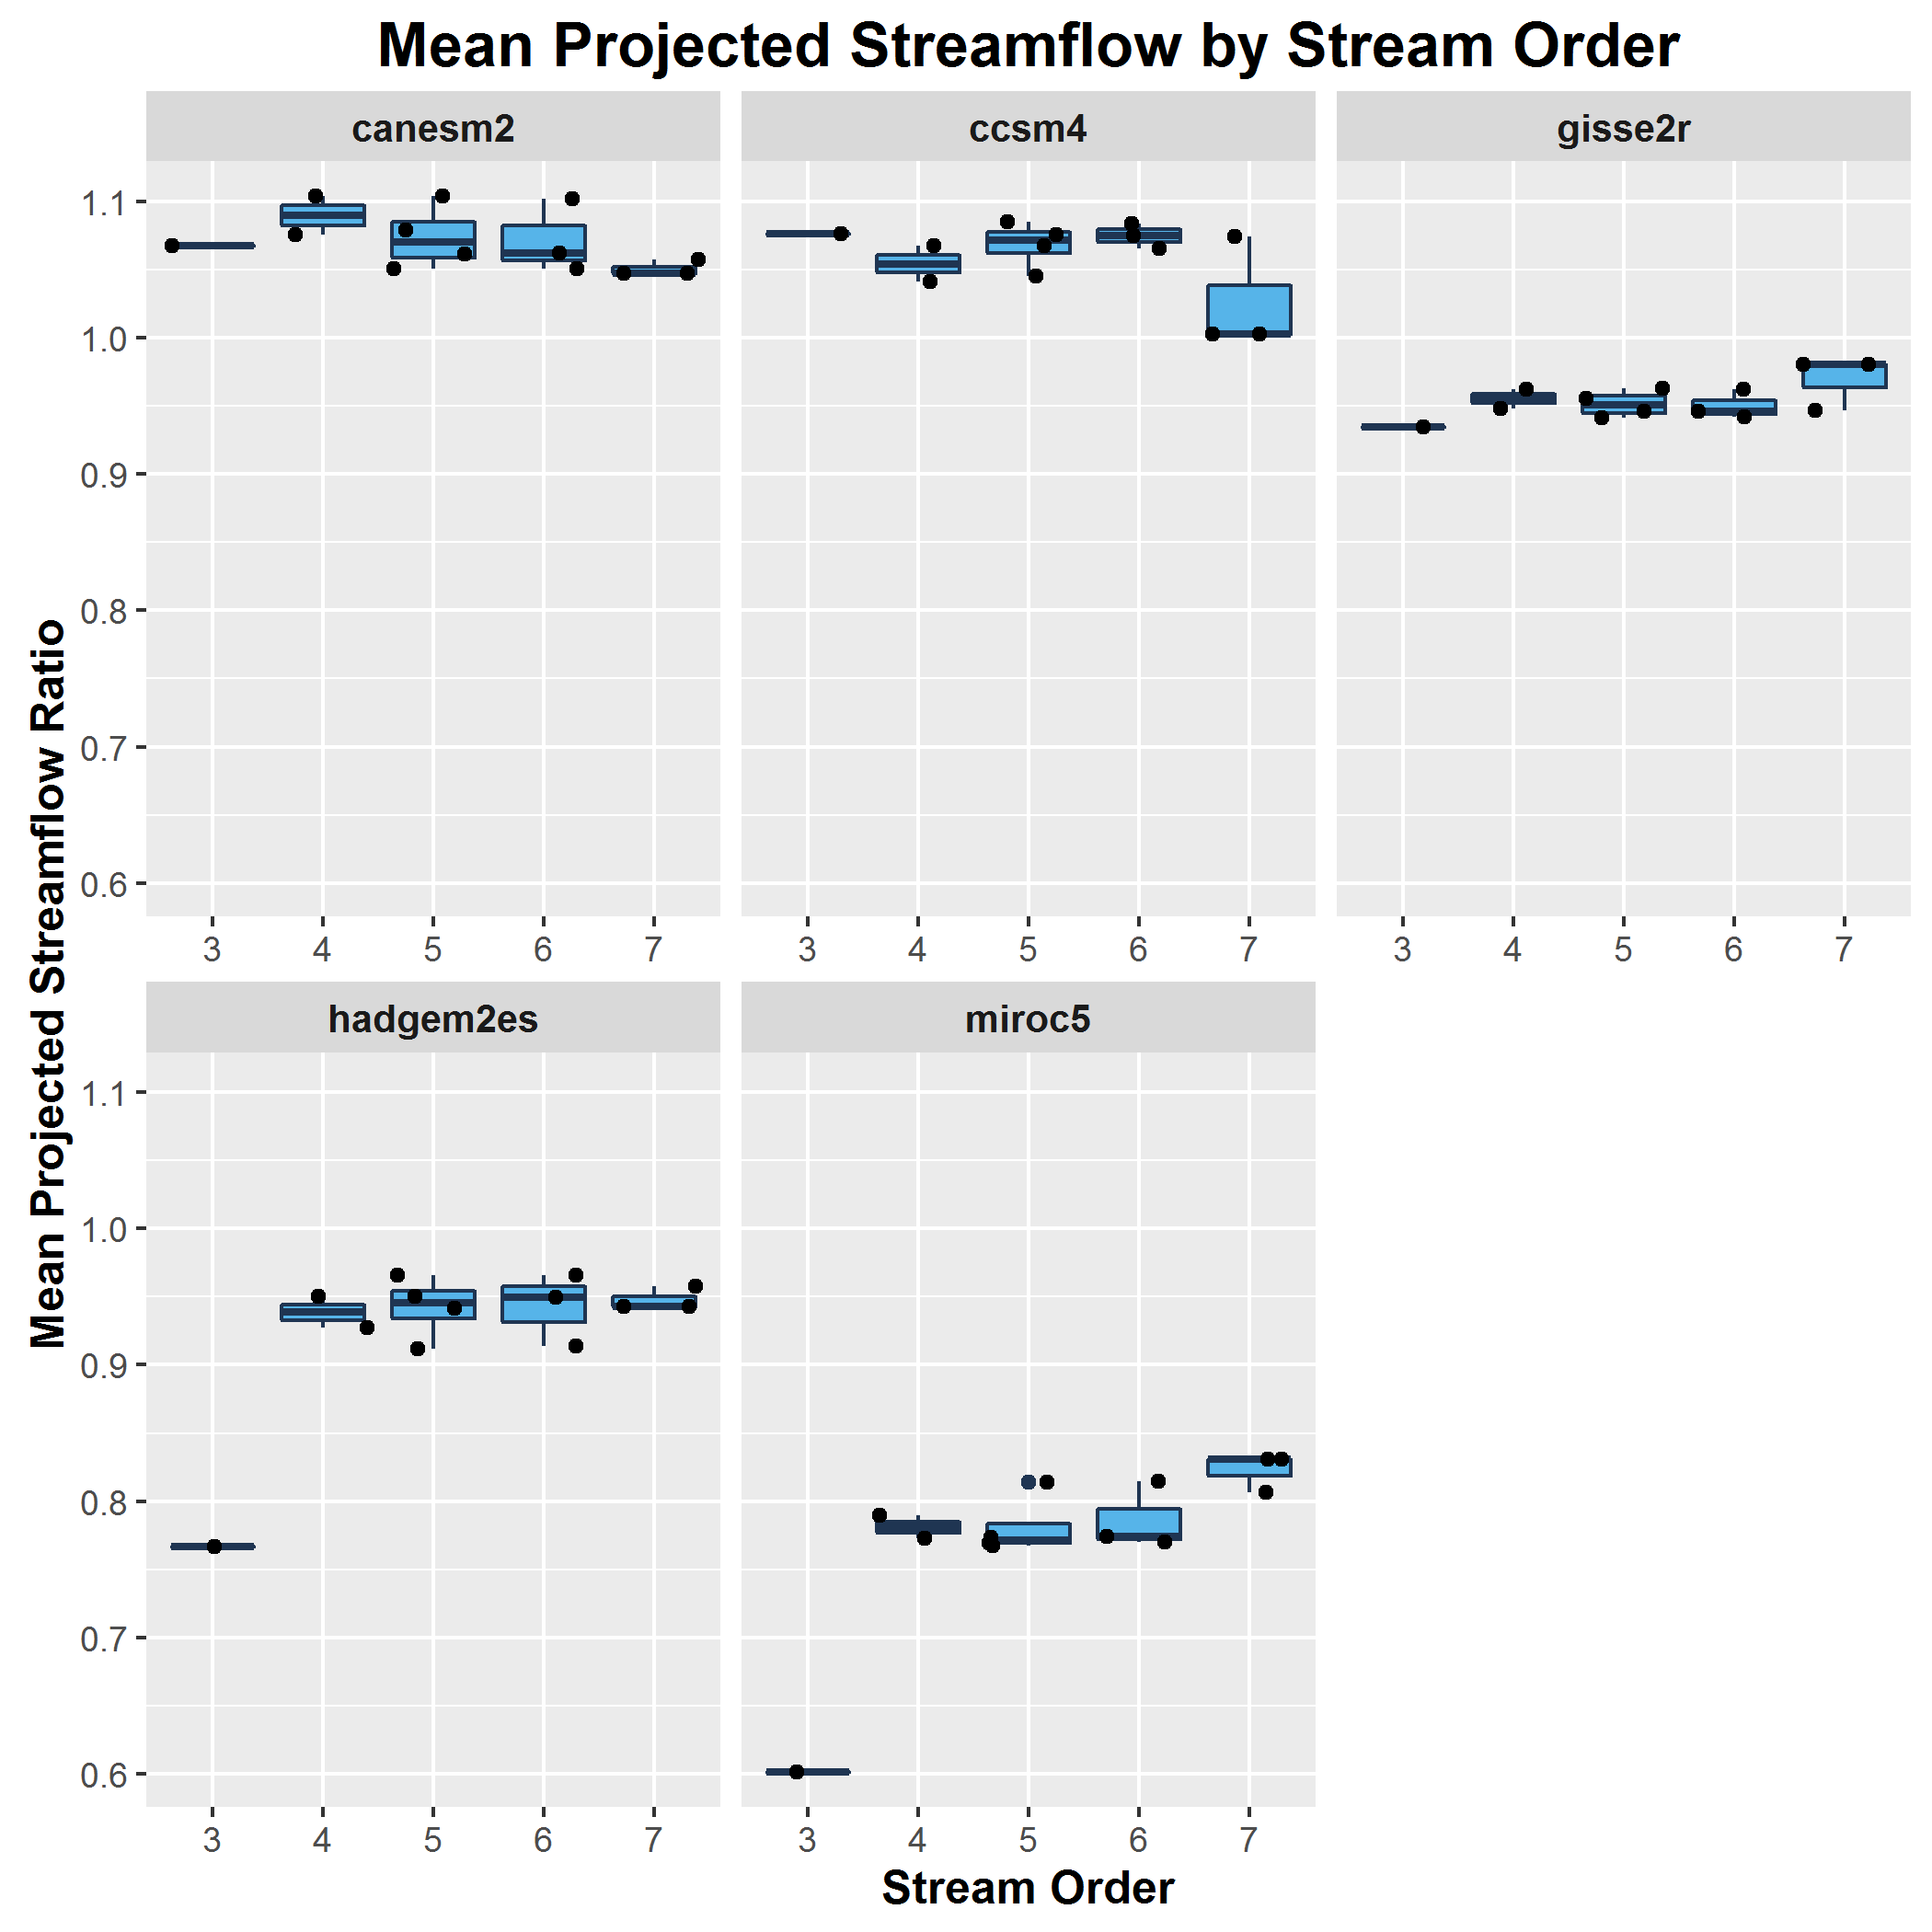 Mean Projected Streamflow by Stream Order
canesm2 ccsm4 gisse2r
1.1
1.0
0.9
0.8
0.7
0.6
3 4 5 6 7 3 4 5 6 7 3 4 5 6 7
Mean Projected Streamflow Ratio
hadgem2es miroc5
1.1
1.0
0.9
0.8
0.7
0.6
3 4 5 6 7 3 4 5 6 7
Stream Order